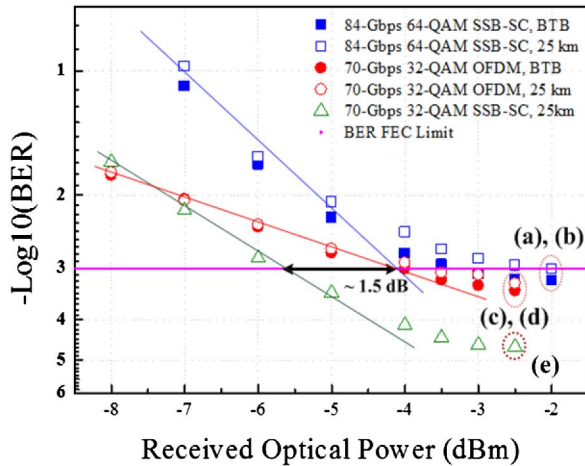 84-Gbps 64-QAM SSB-SC, BTB
84-Gbps 64-QAM SSB-SC, 25 km
70-Gbps 32-QAM OFDM, BTB
70-Gbps 32-QAM OFDM, 25 km
70-Gbps 32-QAM SSB-SC, 25km
BER FEC Limit
-Log10(BER)
1
2
3
4
5
6
(a), (b)
~ 1.5 dB
(c), (d)
(e)
-8 -7 -6 -5 -4 -3 -2
Received Optical Power (dBm)